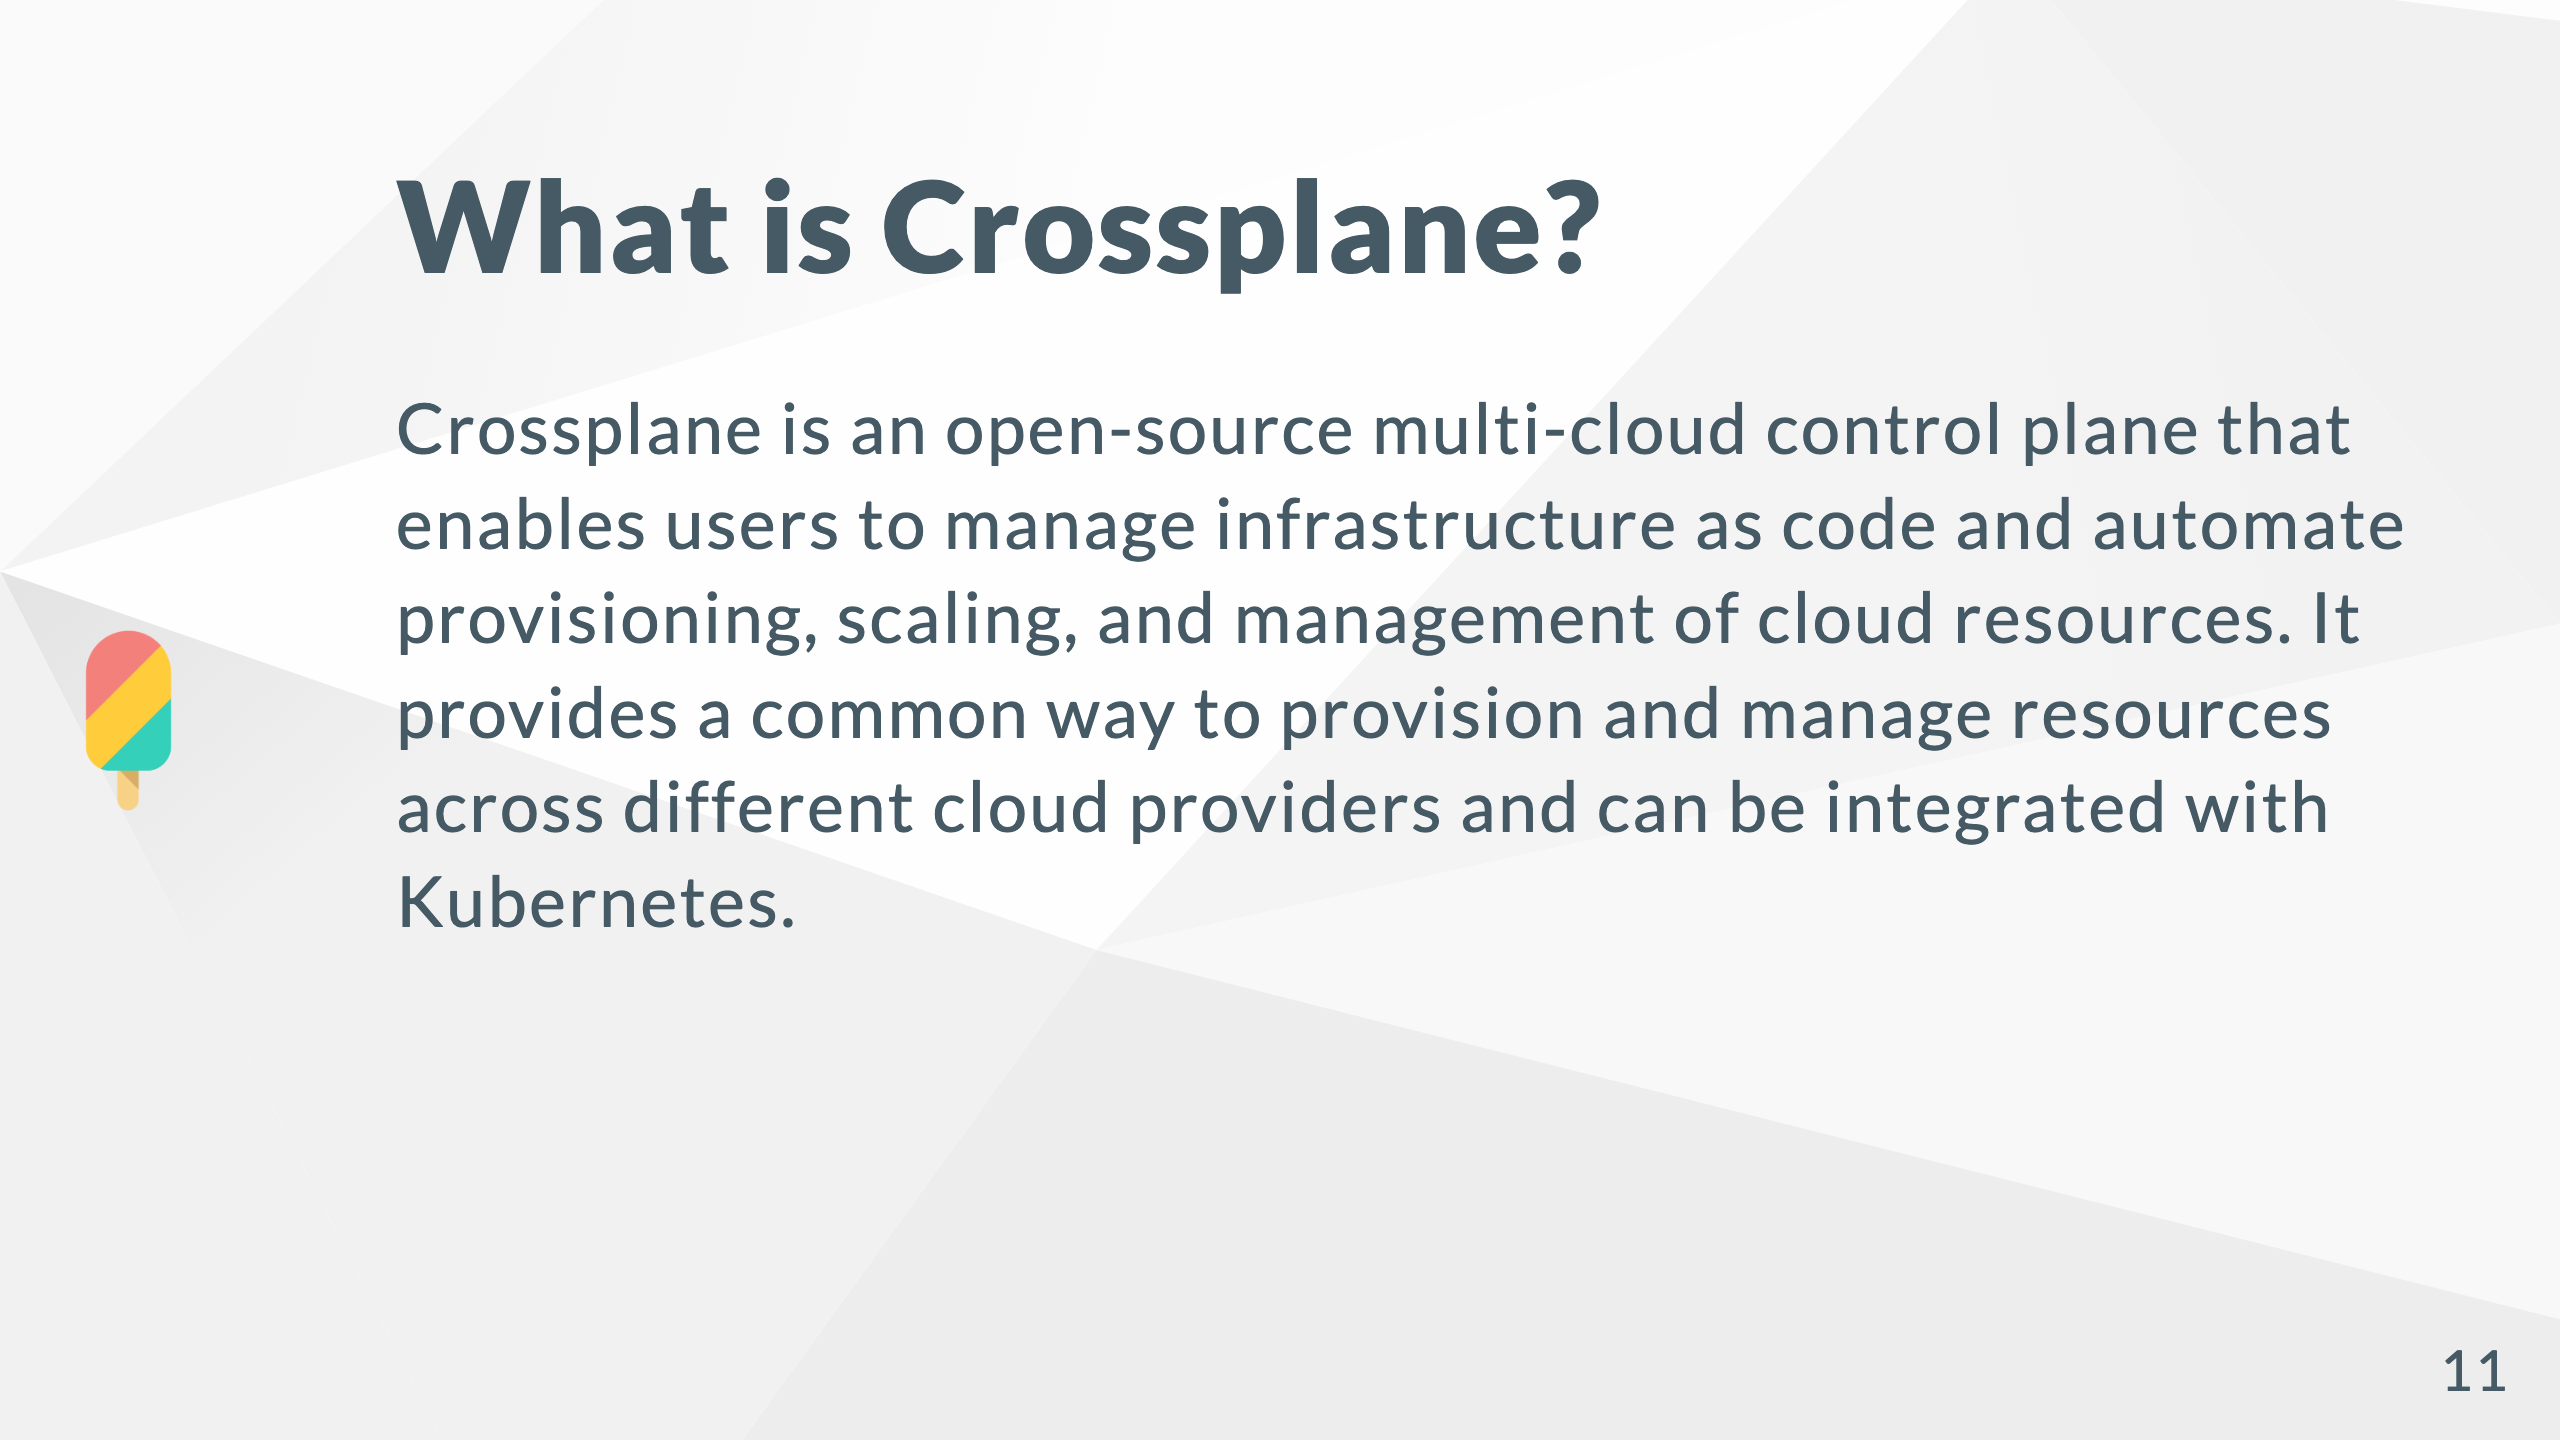 What is Crossplane?
Crossplane is an open-source multi-cloud control plane that
enables users to manage infrastructure as code and automate
provisioning, scaling, and management of cloud resources. It
provides a common way to provision and manage resources
across different cloud providers and can be integrated with
Kubernetes.
11